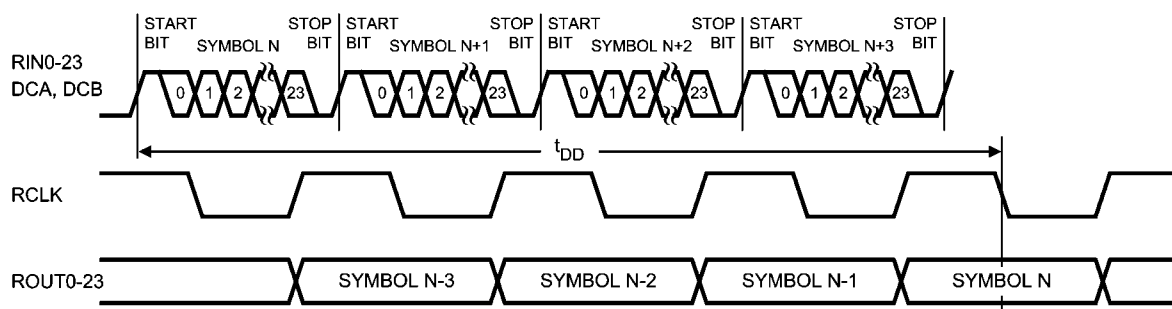 START BIT SYMBOL N STOP BIT
START BIT SYMBOL N+1 STOP BIT
START BIT SYMBOL N+2 STOP BIT
START BIT SYMBOL N+3 STOP BIT
RIN0-23
DCA, DCB
0 1 2 23 0 1 2 23 0 1 2 23 0 1 2 23
tDD
RCLK
ROUT0-23 SYMBOL N-3 SYMBOL N-2 SYMBOL N-1 SYMBOL N